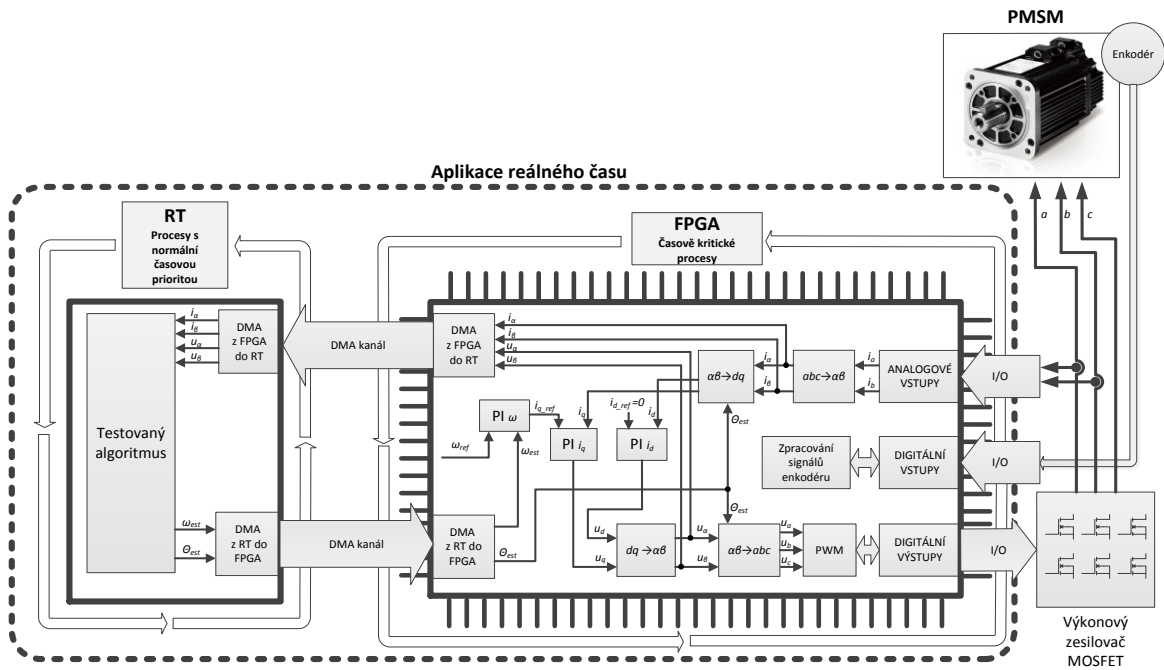 PMSM
Enkodér
a
b
c
Aplikace reálného času
RT
Procesy s
normální
časovou
prioritou
FPGA
Časově kritické
procesy
Testovaný
algoritmus
iα
iβ
uα
uβ
DMA
z FPGA
do RT
DMA kanál
DMA
z FPGA
do RT
iα
iβ
uα
uβ
αβ→dq
iα
iβ
abc→αβ
ia
ib
ANALOGOVÉ
VSTUPY
I/O
PI ω
iq_ref
ωref
ωest
iq
PI iq
id_ref=0
id
PI id
Θest
Zpracování
signálů
enkodéru
DIGITÁLNÍ
VSTUPY
I/O
ωest
Θest
DMA
z RT do
FPGA
DMA kanál
DMA
z RT do
FPGA
Θest
ud
uq
dq→αβ
uα
uβ
Θest
αβ→abc
ua
ub
uc
PWM
DIGITÁLNÍ
VÝSTUPY
I/O
Výkonový
zesilovač
MOSFET